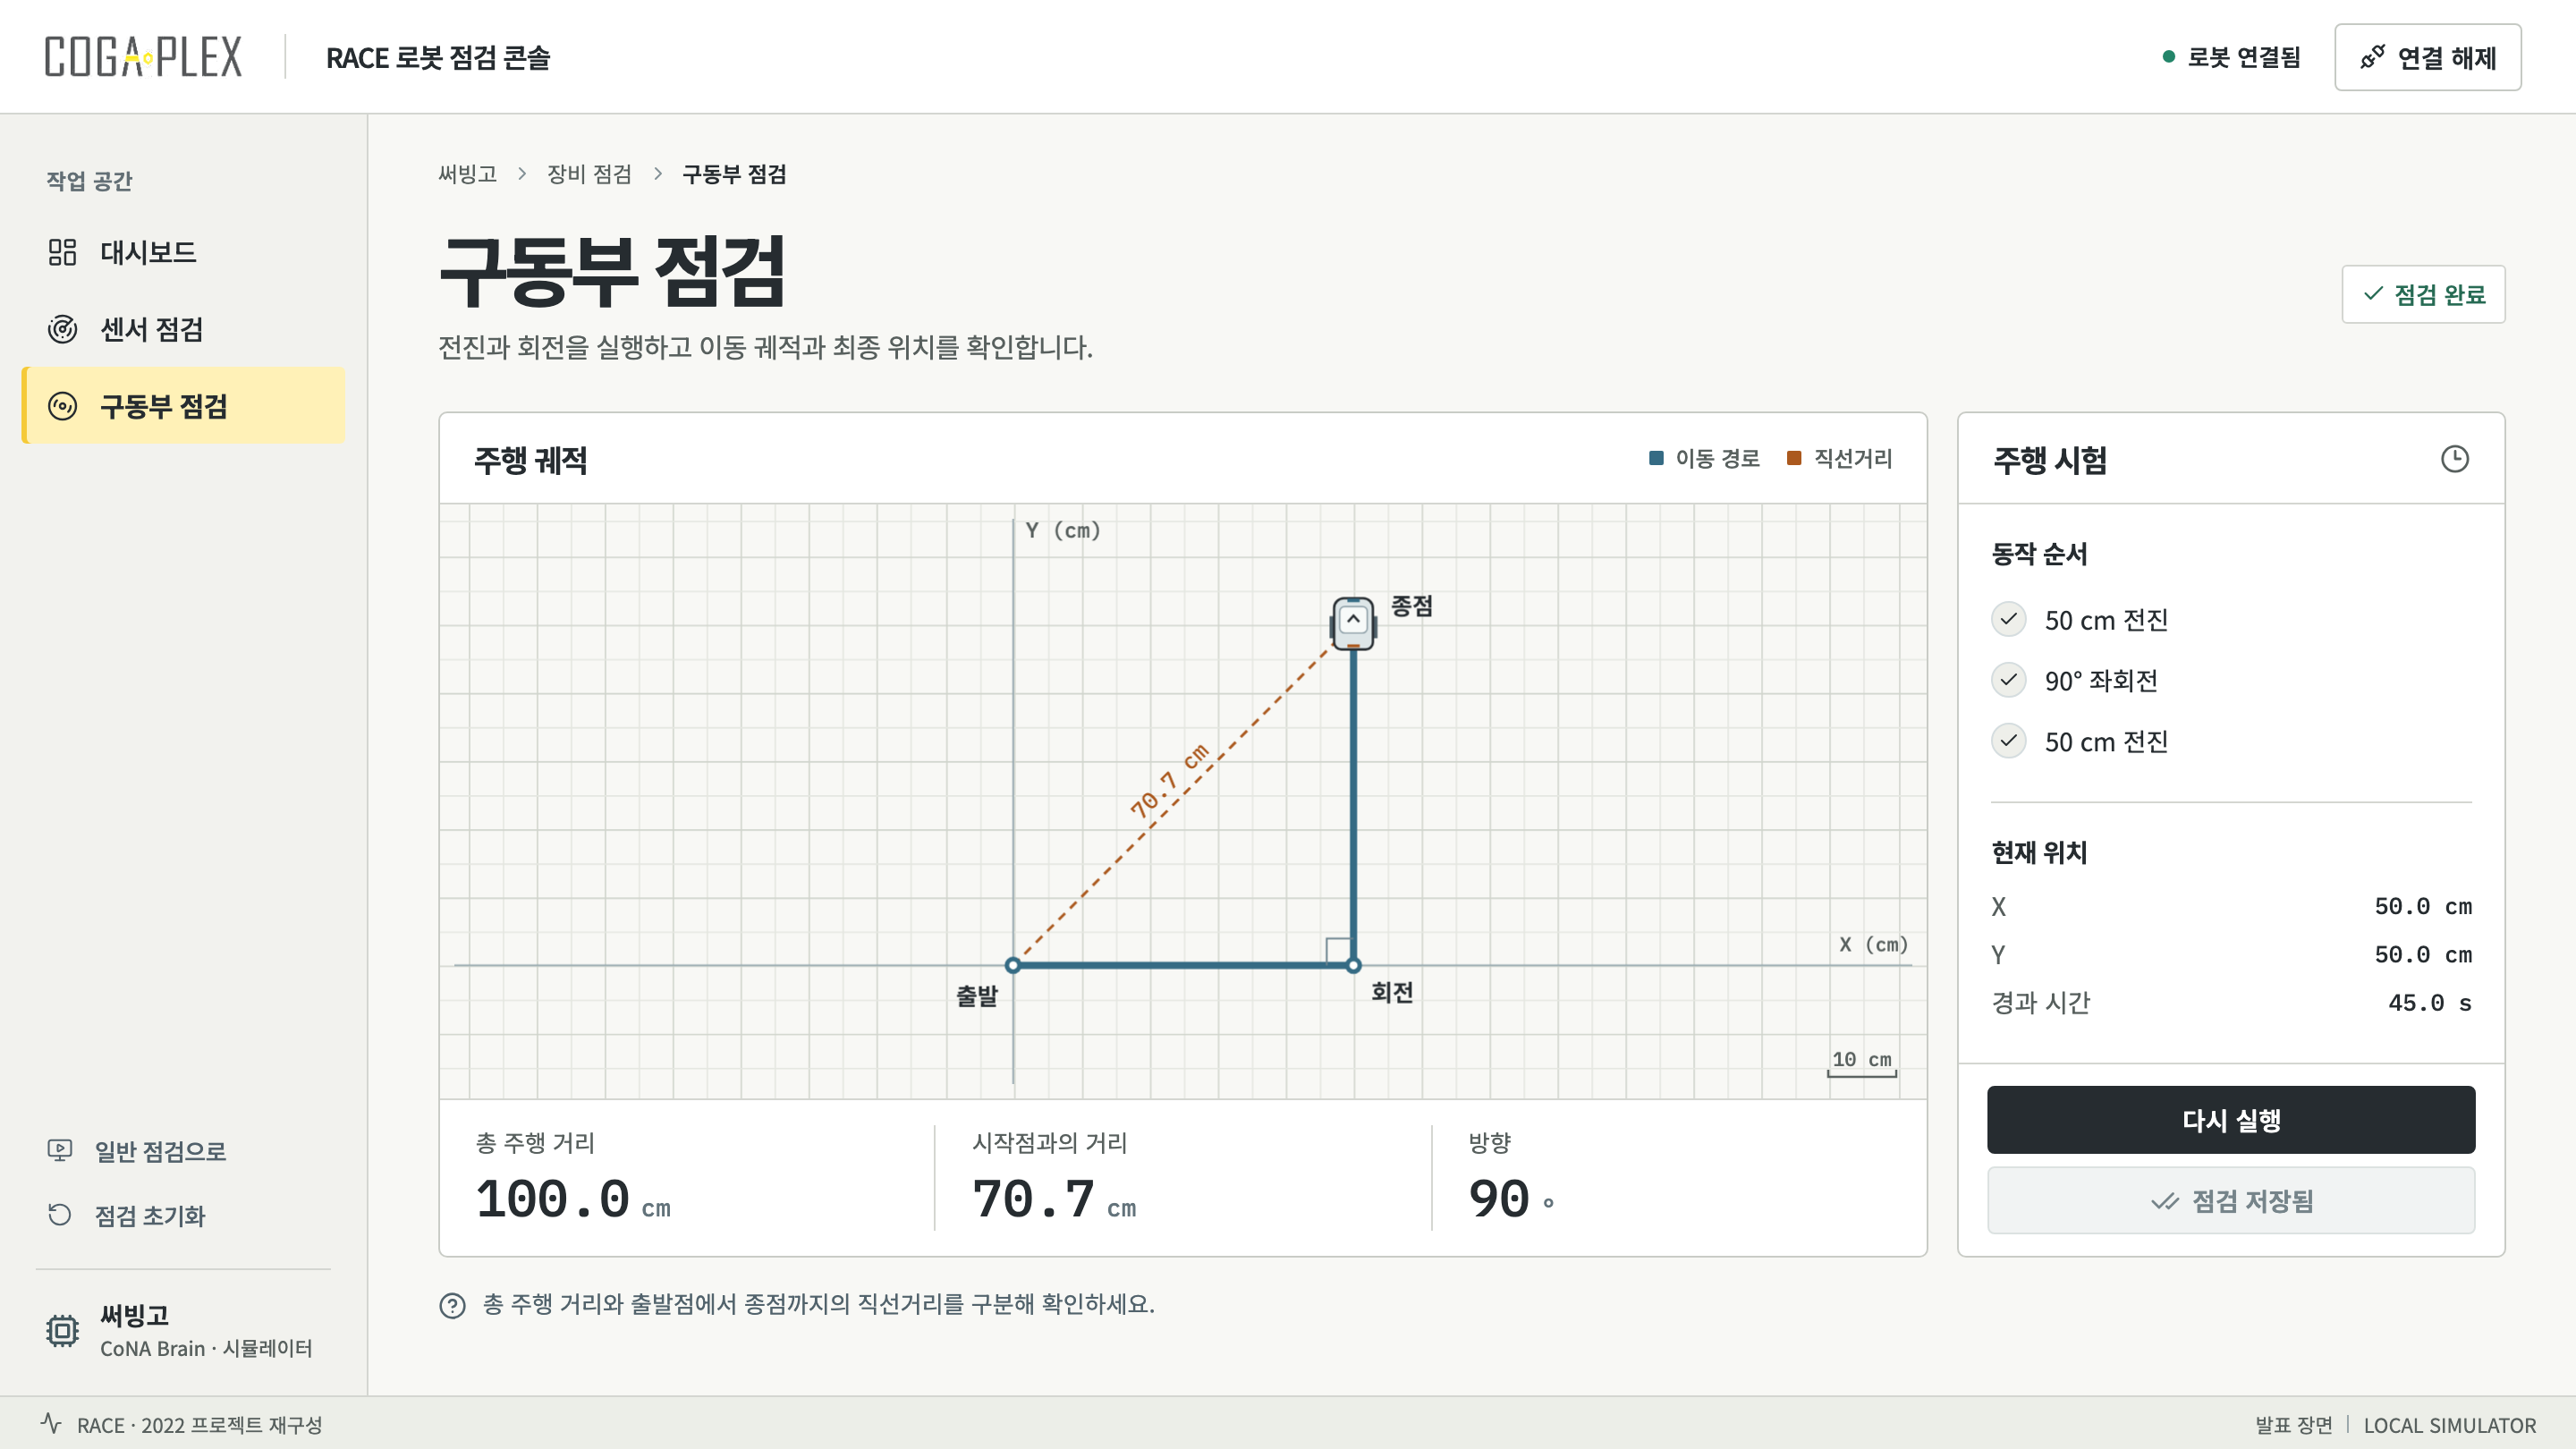 COGAPLEX
RACE 로봇 점검 콘솔
로봇 연결됨
연결 해제
작업 공간
대시보드
센서 점검
구동부 점검
일반 점검으로
점검 초기화
써빙고
CoNA Brain · 시뮬레이터
써빙고 > 장비 점검 > 구동부 점검
구동부 점검
전진과 회전을 실행하고 이동 궤적과 최종 위치를 확인합니다.
점검 완료
주행 궤적
이동 경로
직선거리
Y (cm)
종점
70.7 cm
X (cm)
출발
회전
10 cm
총 주행 거리
100.0 cm
시작점과의 거리
70.7 cm
방향
90 °
총 주행 거리와 출발점에서 종점까지의 직선거리를 구분해 확인하세요.
주행 시험
동작 순서
50 cm 전진
90° 좌회전
50 cm 전진
현재 위치
X 50.0 cm
Y 50.0 cm
경과 시간 45.0 s
다시 실행
점검 저장됨
RACE · 2022 프로젝트 재구성
발표 장면 | LOCAL SIMULATOR